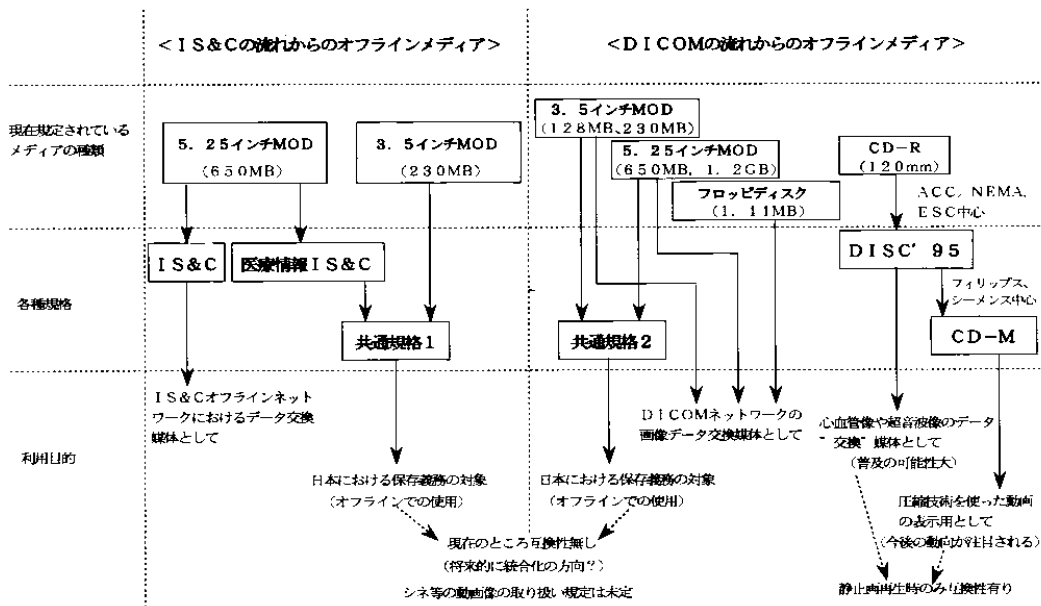 <IS&Cの流れからのオフラインメディア>
<DICOMの流れからのオフラインメディア>
現在規定されている
メディアの種類
5.25インチMOD
(650MB)
3.5インチMOD
(230MB)
3.5インチMOD
(128MB、230MB)
5.25インチMOD
(650MB,1.2GB)
フロッピディスク
(1.11MB)
CD-R
(120mm)
ACC,NEMA,
ESC中心
各種規格
IS&C
医療情報IS&C
共通規格1
共通規格2
DISC'95
フィリップス、
シーメンス中心
CD-M
利用目的
IS&Cオフラインネット
ワークにおけるデータ交換
媒体として
DICOMネットワークの
画像データ交換媒体として
心血管像や超音波像のデータ
"交換"媒体として
(普及の可能性大)
日本における保存義務の対象
(オフラインでの使用)
日本における保存義務の対象
(オフラインでの使用)
圧縮技術を使った動画
の表示用として
(今後の動向が注目される)
現在のところ互換性無し
(将来的に統合化の方向?)
シネ等の動画像の取り扱い規定は未定
静止画再生時のみ互換性有り